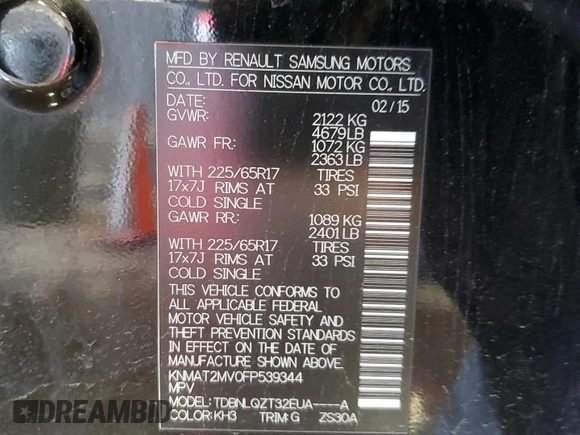 MFD BY RENAULT SAMSUNG MOTORS
CO., LTD. FOR NISSAN MOTOR CO., LTD.
DATE: 02/15
GVWR: 2122 KG
4679 LB
GAWR FR: 1072 KG
2363 LB
WITH 225/65R17 TIRES
17x7J RIMS AT 33 PSI
COLD SINGLE
GAWR RR: 1089 KG
2401 LB
WITH 225/65R17 TIRES
17x7J RIMS AT 33 PSI
COLD SINGLE
THIS VEHICLE CONFORMS TO
ALL APPLICABLE FEDERAL
MOTOR VEHICLE SAFETY AND
THEFT PREVENTION STANDARDS
IN EFFECT ON THE DATE OF
MANUFACTURE SHOWN ABOVE.
KNMAT2MV0FP539344
MPV
MODEL: TDBNLQZT32EUA----A
COLOR: KH3 TRIM: G ZS30A
DREAMBID